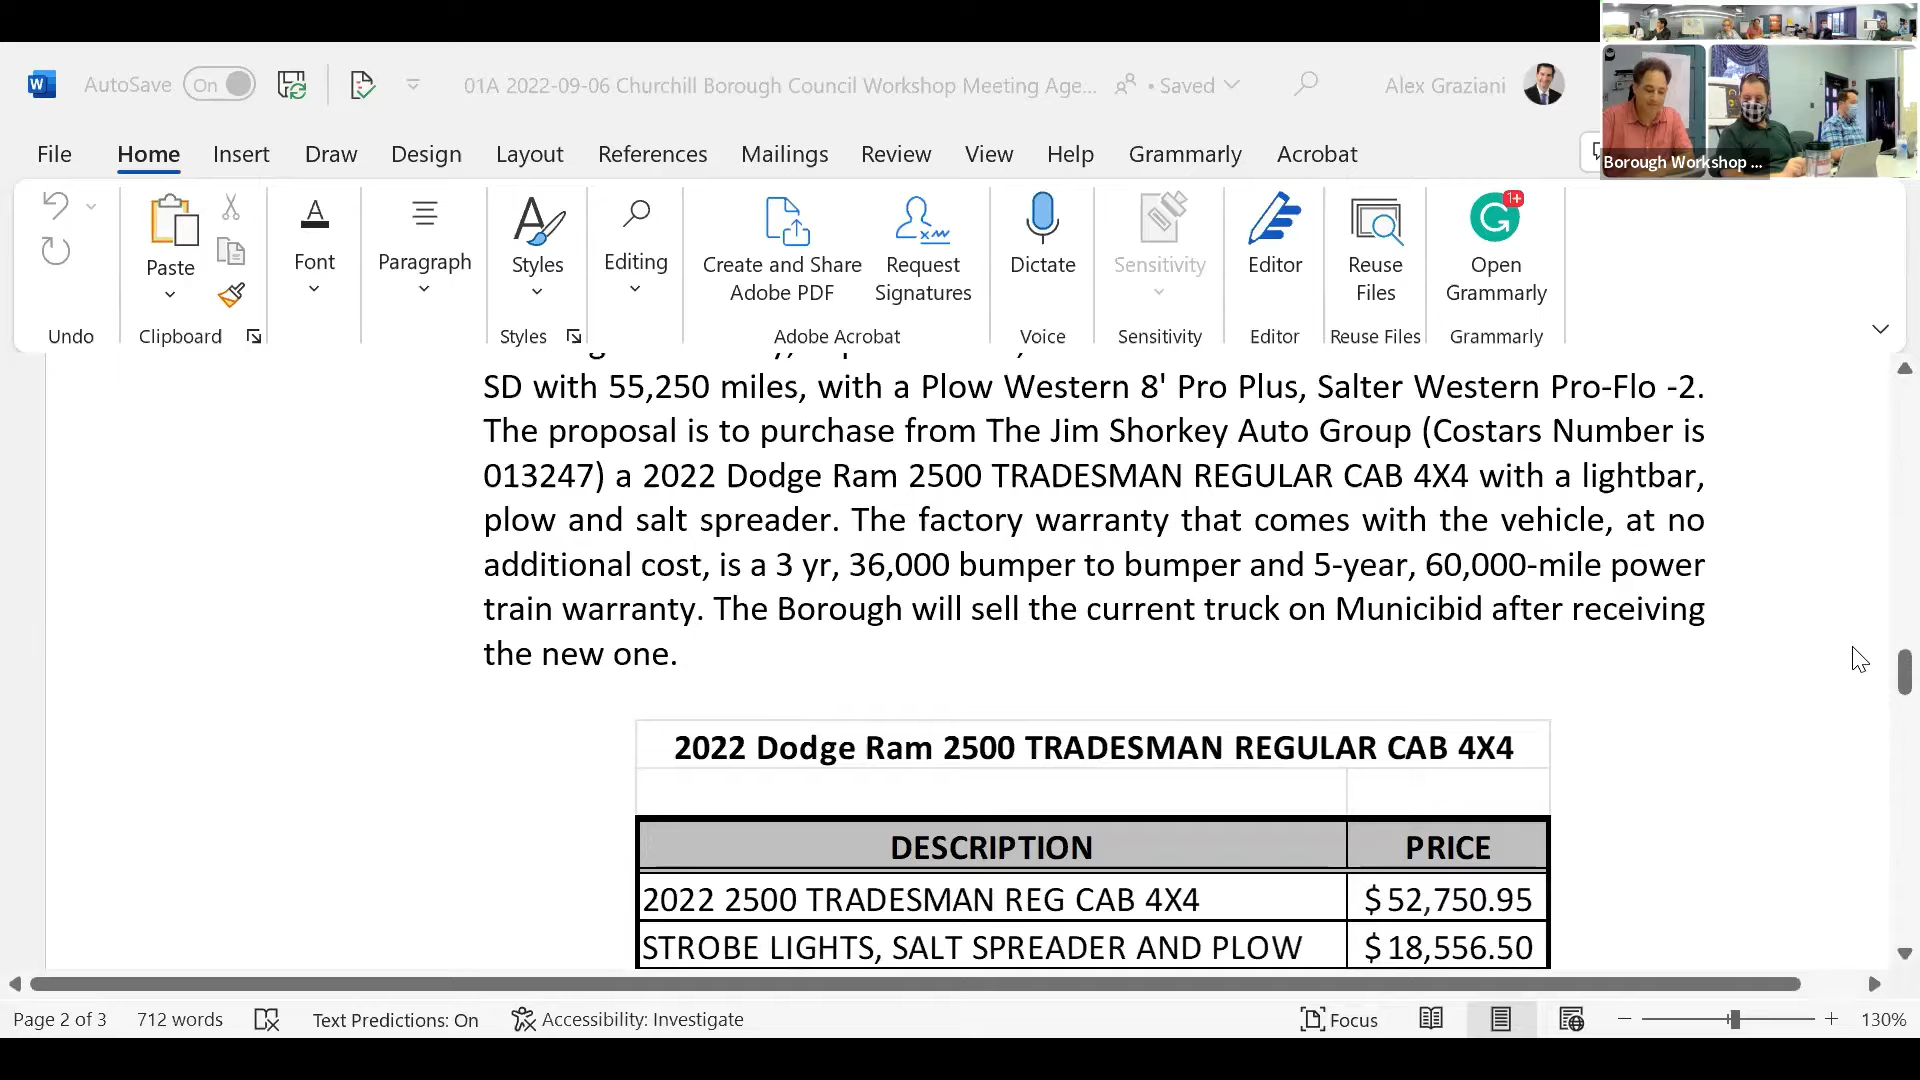 AutoSave On 01A 2022-09-06 Churchill Borough Council Workshop Meeting Age... • Saved Alex Graziani
File Home Insert Draw Design Layout References Mailings Review View Help Grammarly Acrobat
Borough Workshop ...
Paste Font Paragraph Styles Editing Create and Share Adobe PDF Request Signatures Dictate Sensitivity Editor Reuse Files Open Grammarly
Undo Clipboard Styles Adobe Acrobat Voice Sensitivity Editor Reuse Files Grammarly
SD with 55,250 miles, with a Plow Western 8' Pro Plus, Salter Western Pro-Flo -2.
The proposal is to purchase from The Jim Shorkey Auto Group (Costars Number is
013247) a 2022 Dodge Ram 2500 TRADESMAN REGULAR CAB 4X4 with a lightbar,
plow and salt spreader. The factory warranty that comes with the vehicle, at no
additional cost, is a 3 yr, 36,000 bumper to bumper and 5-year, 60,000-mile power
train warranty. The Borough will sell the current truck on Municibid after receiving
the new one.
2022 Dodge Ram 2500 TRADESMAN REGULAR CAB 4X4
DESCRIPTION PRICE
2022 2500 TRADESMAN REG CAB 4X4 $ 52,750.95
STROBE LIGHTS, SALT SPREADER AND PLOW $ 18,556.50
Page 2 of 3 712 words Text Predictions: On Accessibility: Investigate Focus 130%